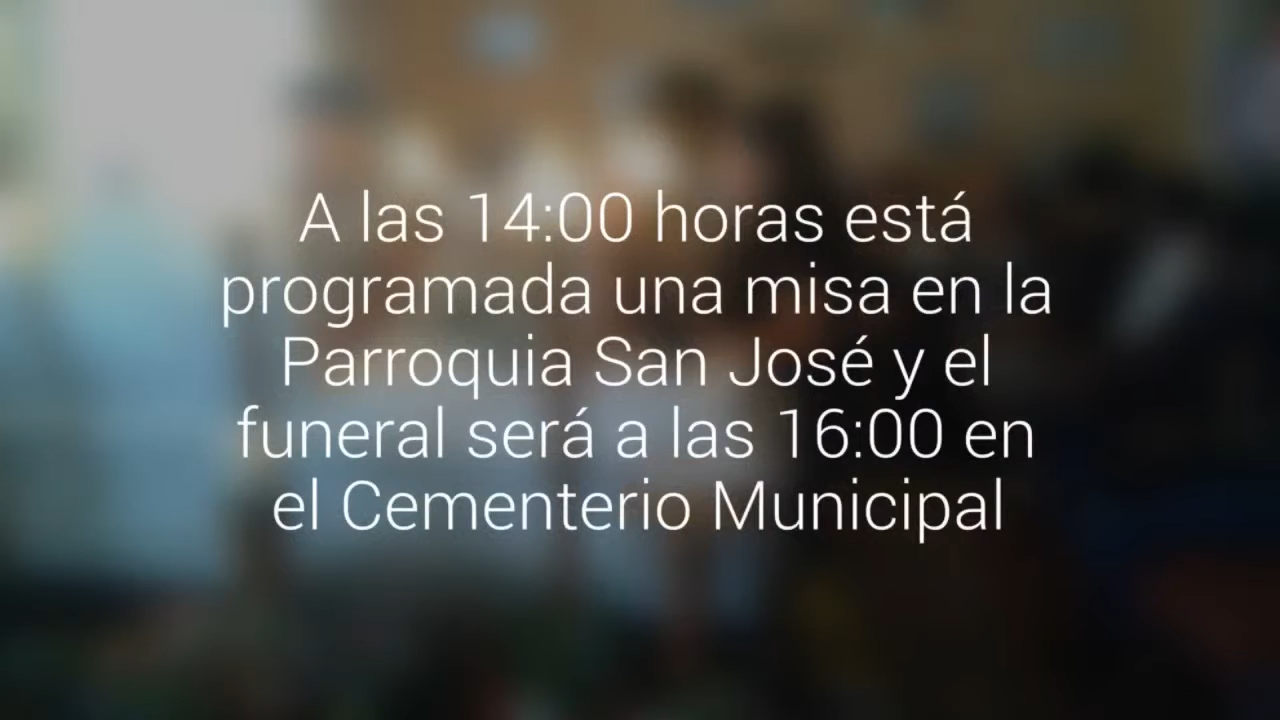 A las 14:00 horas está
programada una misa en la
Parroquia San José y el
funeral será a las 16:00 en
el Cementerio Municipal